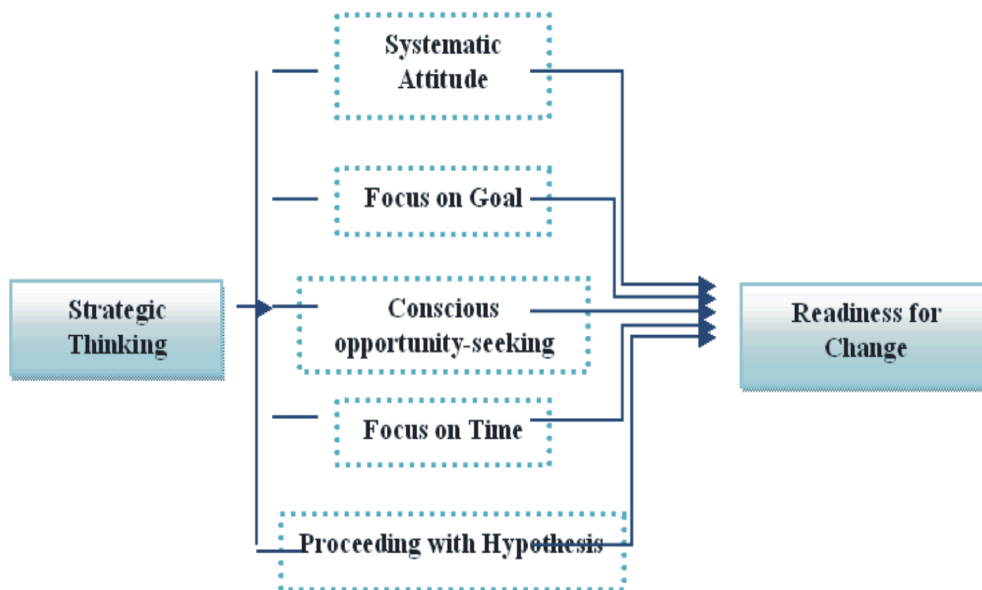 Systematic
Attitude
Focus on Goal
Strategic
Thinking
Conscious
opportunity-seeking
Readiness for
Change
Focus on Time
Proceeding with Hypothesis